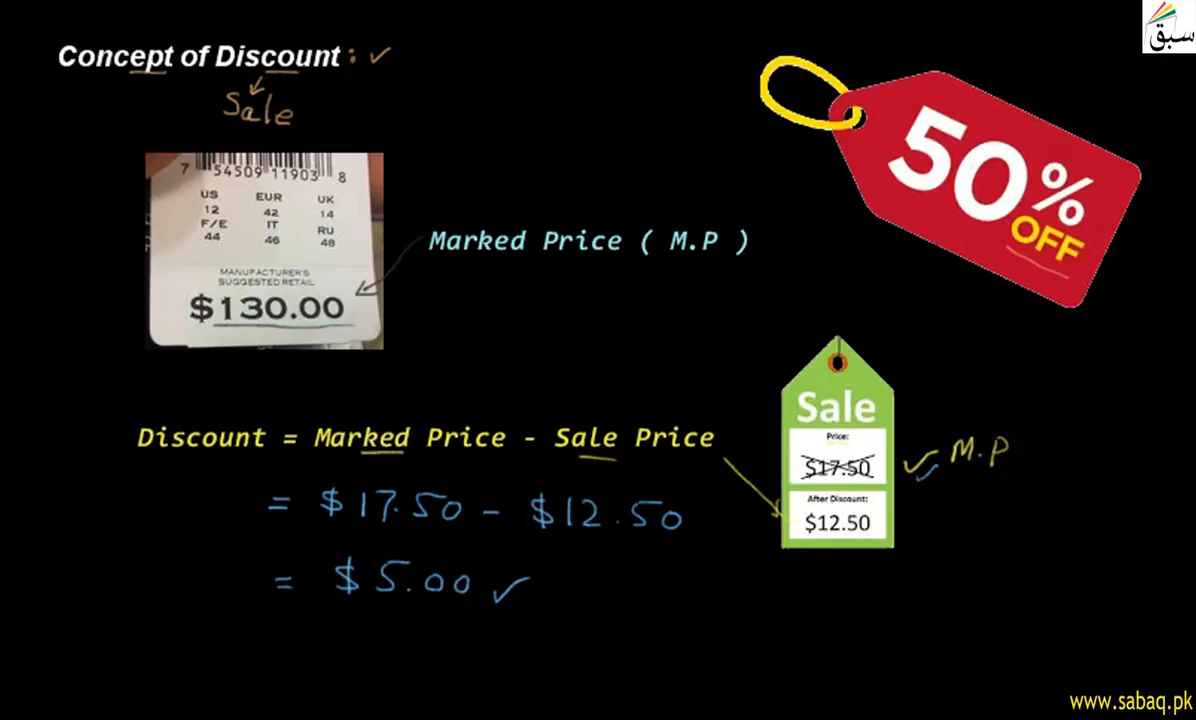 سبق
Concept of Discount : ✓
Sale
50%
OFF
7 54509 11903 8
US EUR UK
12 42 14
F/E IT RU
44 46 48
MANUFACTURER'S
SUGGESTED RETAIL
$130.00
Marked Price ( M.P )
Sale
Price:
$17.50
After Discount:
$12.50
✓ M.P
Discount = Marked Price - Sale Price
= $17.50 - $12.50
= $5.00 ✓
www.sabaq.pk